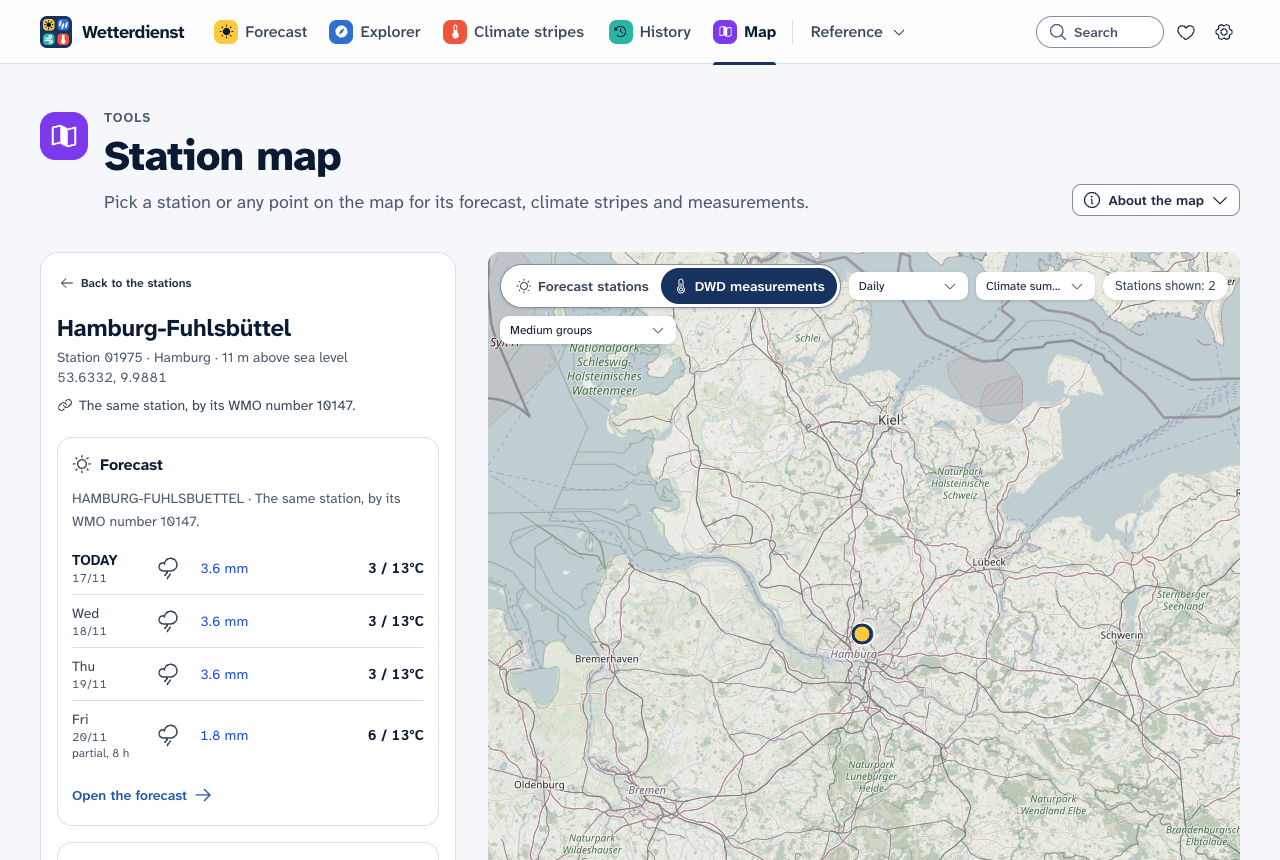 Wetterdienst
Forecast
Explorer
Climate stripes
History
Map
Reference
Search
TOOLS
Station map
Pick a station or any point on the map for its forecast, climate stripes and measurements.
About the map
Back to the stations
Hamburg-Fuhlsbüttel
Station 01975 · Hamburg · 11 m above sea level
53.6332, 9.9881
The same station, by its WMO number 10147.
Forecast
HAMBURG-FUHLSBUETTEL · The same station, by its
WMO number 10147.
TODAY
17/11
3.6 mm
3 / 13°C
Wed
18/11
3.6 mm
3 / 13°C
Thu
19/11
3.6 mm
3 / 13°C
Fri
20/11
partial, 8 h
1.8 mm
6 / 13°C
Open the forecast
Forecast stations
DWD measurements
Daily
Climate sum...
Stations shown: 2
Medium groups
Schlei
Nationalpark
Schleswig-
Holsteinisches
Wattenmeer
Kiel
Naturpark
Holsteinische
Schweiz
Lübeck
Sternberger
Seenland
Schwerin
Hamburg
Bremerhaven
Oldenburg
Bremen
Naturpark
Lüneburger
Heide
Naturpark
Wendland.Elbe
Brandenburgisch
Elbtalaue
Naturpark
Wildeshauser